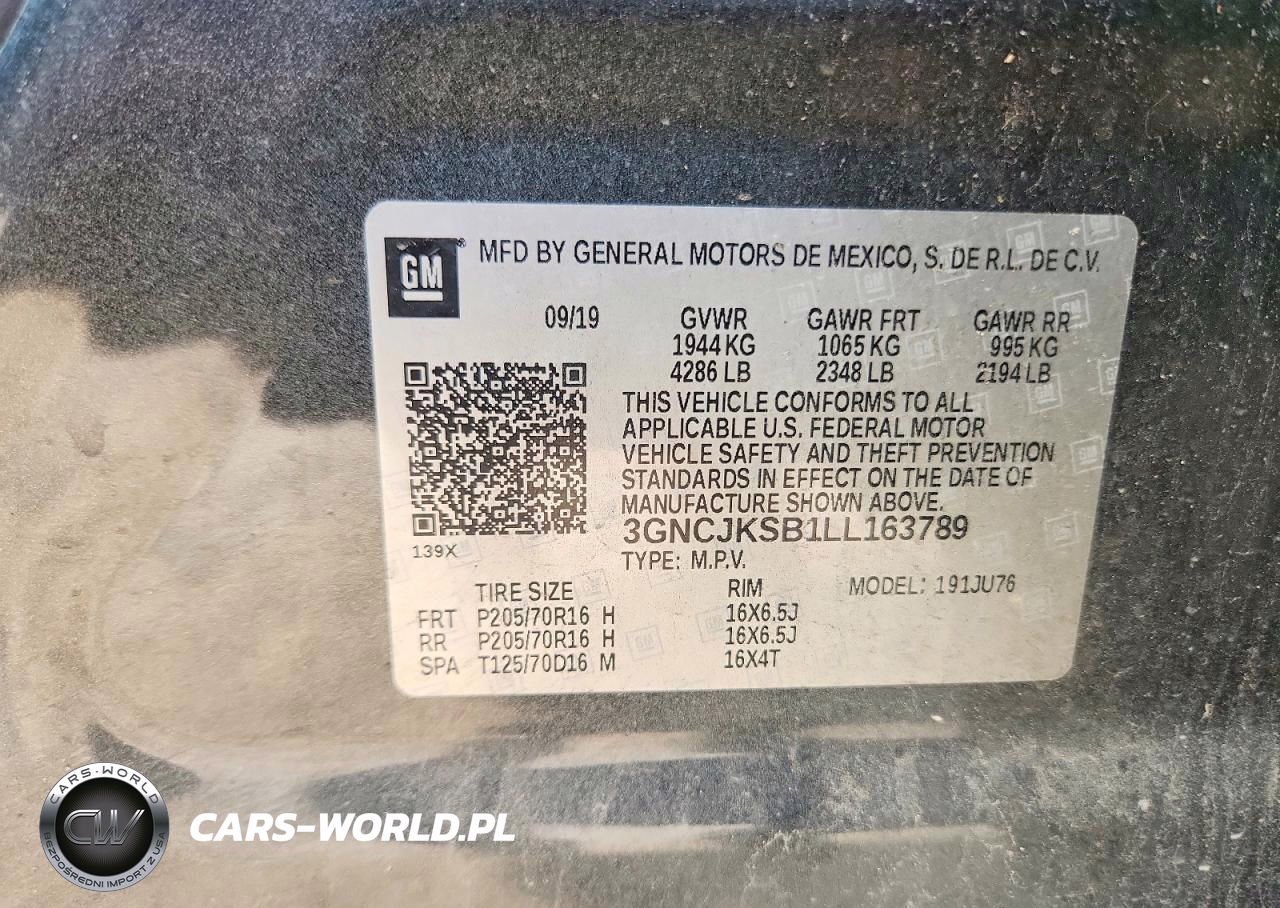 GM ® MFD BY GENERAL MOTORS DE MEXICO, S. DE R.L. DE C.V.
09/19 GVWR GAWR FRT GAWR RR
1944 KG 1065 KG 995 KG
4286 LB 2348 LB 2194 LB
THIS VEHICLE CONFORMS TO ALL
APPLICABLE U.S. FEDERAL MOTOR
VEHICLE SAFETY AND THEFT PREVENTION
STANDARDS IN EFFECT ON THE DATE OF
MANUFACTURE SHOWN ABOVE.
3GNCJKSB1LL163789
139X
TYPE: M.P.V.
TIRE SIZE RIM MODEL: 191JU76
FRT P205/70R16 H 16X6.5J
RR P205/70R16 H 16X6.5J
SPA T125/70D16 M 16X4T
CARS-WORLD
CW
BEZPOŚREDNI IMPORT Z USA
CARS-WORLD.PL